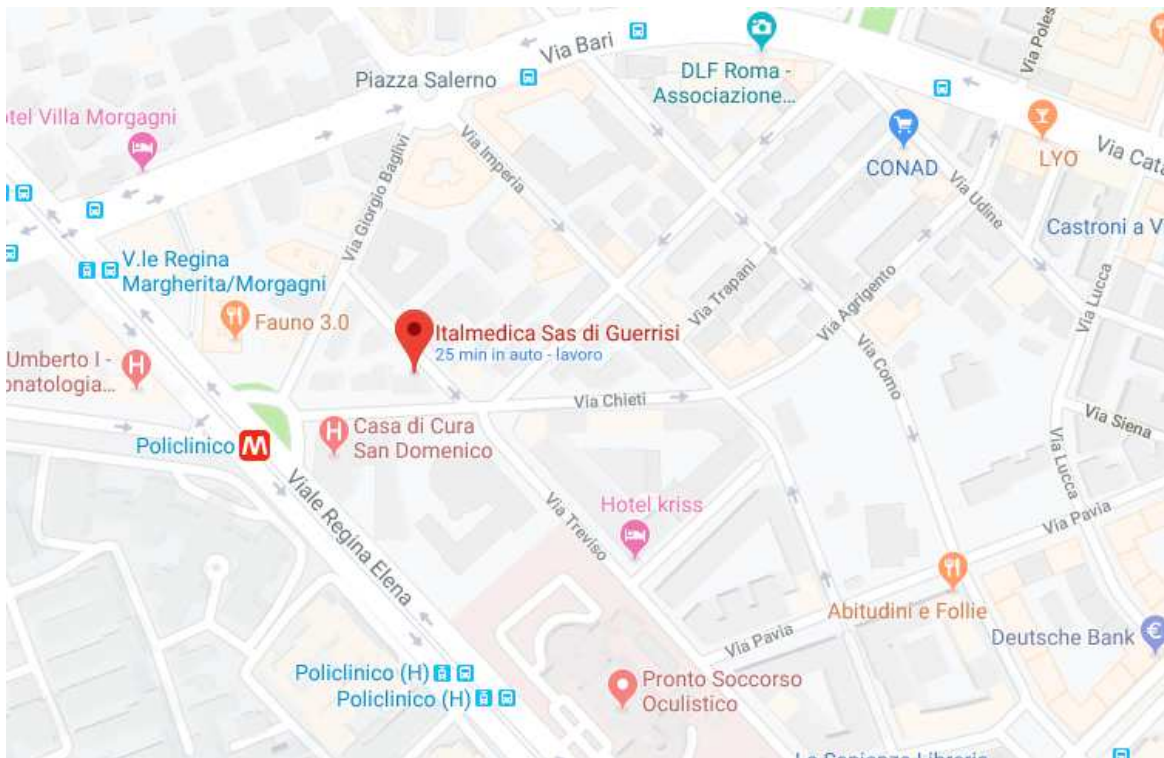 Via Bari
Piazza Salerno
DLF Roma -
Associazione...
Via Poles
tel Villa Morgagni
CONAD
LYO
Via Cata
Via Imperia
Via Giorgio Baglivi
Via Udine
Castroni a V
V.le Regina
Margherita/Morgagni
Via Trapani
Via Agrigento
Via Lucca
Fauno 3.0
Italmedica Sas di Guerrisi
25 min in auto - lavoro
Umberto I -
onatologia...
Via Como
Via Chieti
Casa di Cura
San Domenico
Policlinico
M
Via Siena
Via Lucca
Viale Regina Elena
Via Treviso
Hotel kriss
Via Pavia
Abitudini e Follie
Via Pavia
Deutsche Bank
Policlinico (H)
Policlinico (H)
Pronto Soccorso
Oculistico